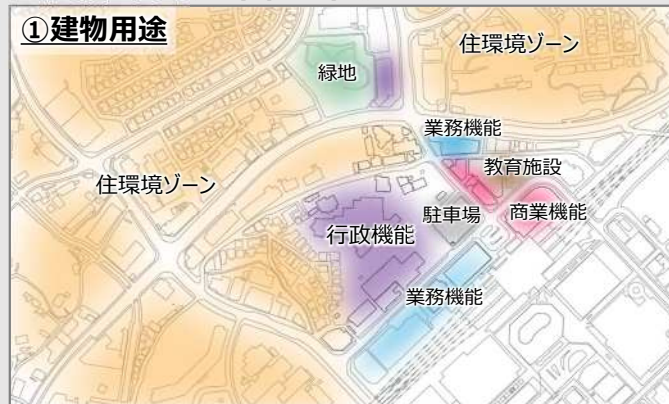 ①建物用途
住環境ゾーン
緑地
業務機能
教育施設
住環境ゾーン
駐車場
商業機能
行政機能
業務機能